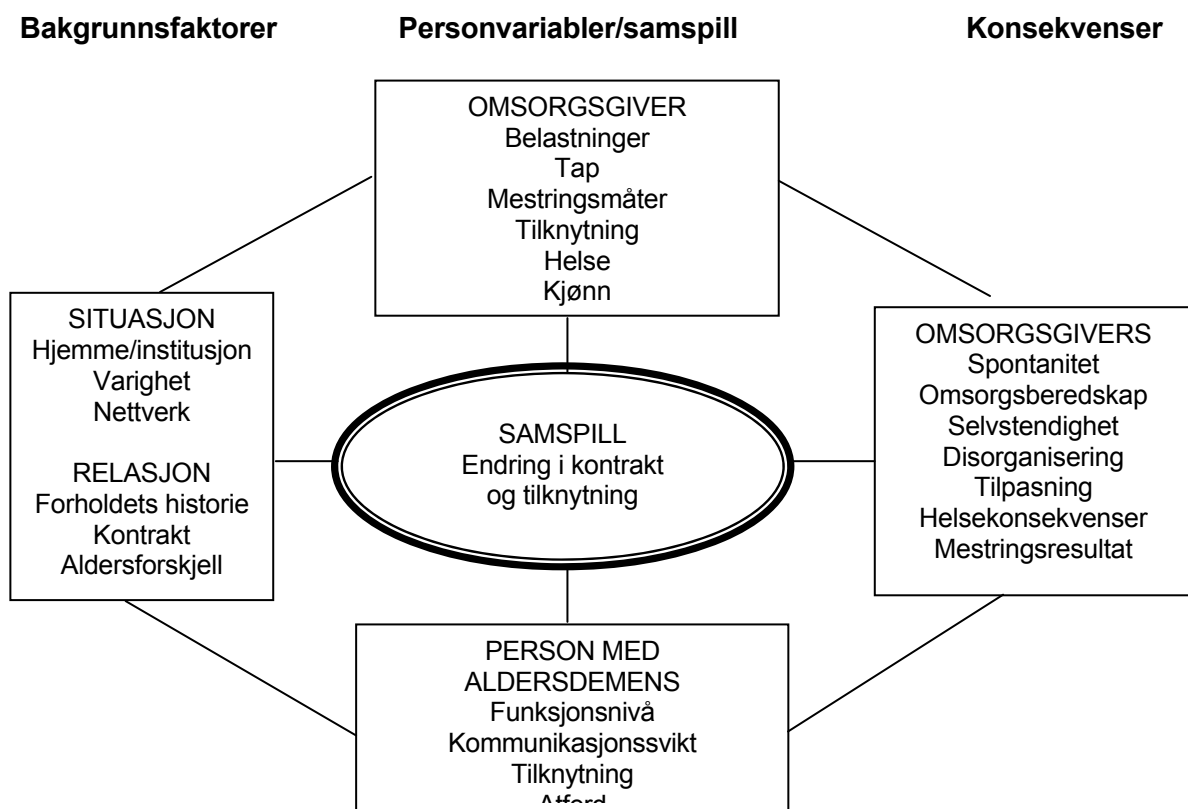 Bakgrunnsfaktorer Personvariabler/samspill Konsekvenser
OMSORGSGIVER
Belastninger
Tap
Mestringsmåter
Tilknytning
Helse
Kjønn
SITUASJON
Hjemme/institusjon
Varighet
Nettverk
RELASJON
Forholdets historie
Kontrakt
Aldersforskjell
SAMSPILL
Endring i kontrakt
og tilknytning
OMSORGSGIVERS
Spontanitet
Omsorgsberedskap
Selvstendighet
Disorganisering
Tilpasning
Helsekonsekvenser
Mestringsresultat
PERSON MED
ALDERSDEMENS
Funksjonsnivå
Kommunikasjonssvikt
Tilknytning